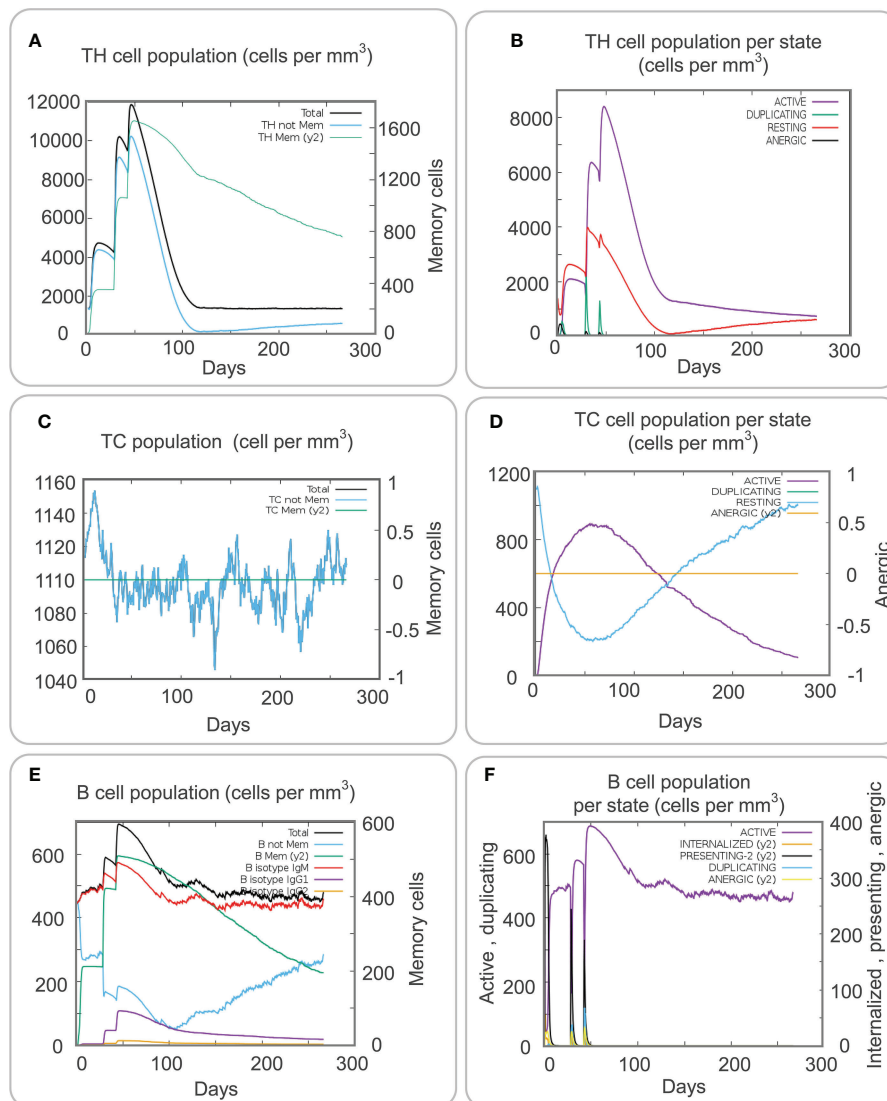 A
TH cell population (cells per mm3)
12000
10000
8000
6000
4000
2000
0
Total
TH not Mem
TH Mem (y2)
1600
1200
800
400
0
Memory cells
0
100
200
300
Days
B
TH cell population per state
(cells per mm3)
8000
6000
4000
2000
0
ACTIVE
DUPLICATING
RESTING
ANERGIC
0
100
200
300
Days
C
TC population (cell per mm3)
1160
1140
1120
1110
1080
1060
1040
Total
TC not Mem
TC Mem (y2)
1
0.5
0
-0.5
-1
Memory cells
0
100
200
300
Days
D
TC cell population per state
(cells per mm3)
1200
900
600
300
0
ACTIVE
DUPLICATING
RESTING
ANERGIC (y2)
1
0.5
0
-0.5
-1
Anergic
0
100
200
300
Days
E
B cell population (cells per mm3)
600
400
200
0
Total
B not Mem
B Mem (y2)
B isotype IgM
B isotype IgG1
B isotype IgG2
600
400
200
0
Memory cells
0
50
100
150
200
250
300
Days
F
B cell population
per state (cells per mm3)
Active , duplicating
600
400
200
0
ACTIVE
INTERNALIZED (y2)
PRESENTING-2 (y2)
DUPLICATING
ANERGIC (y2)
400
300
200
100
0
Internalized , presenting , anergic
0
50
100
150
200
250
300
Days